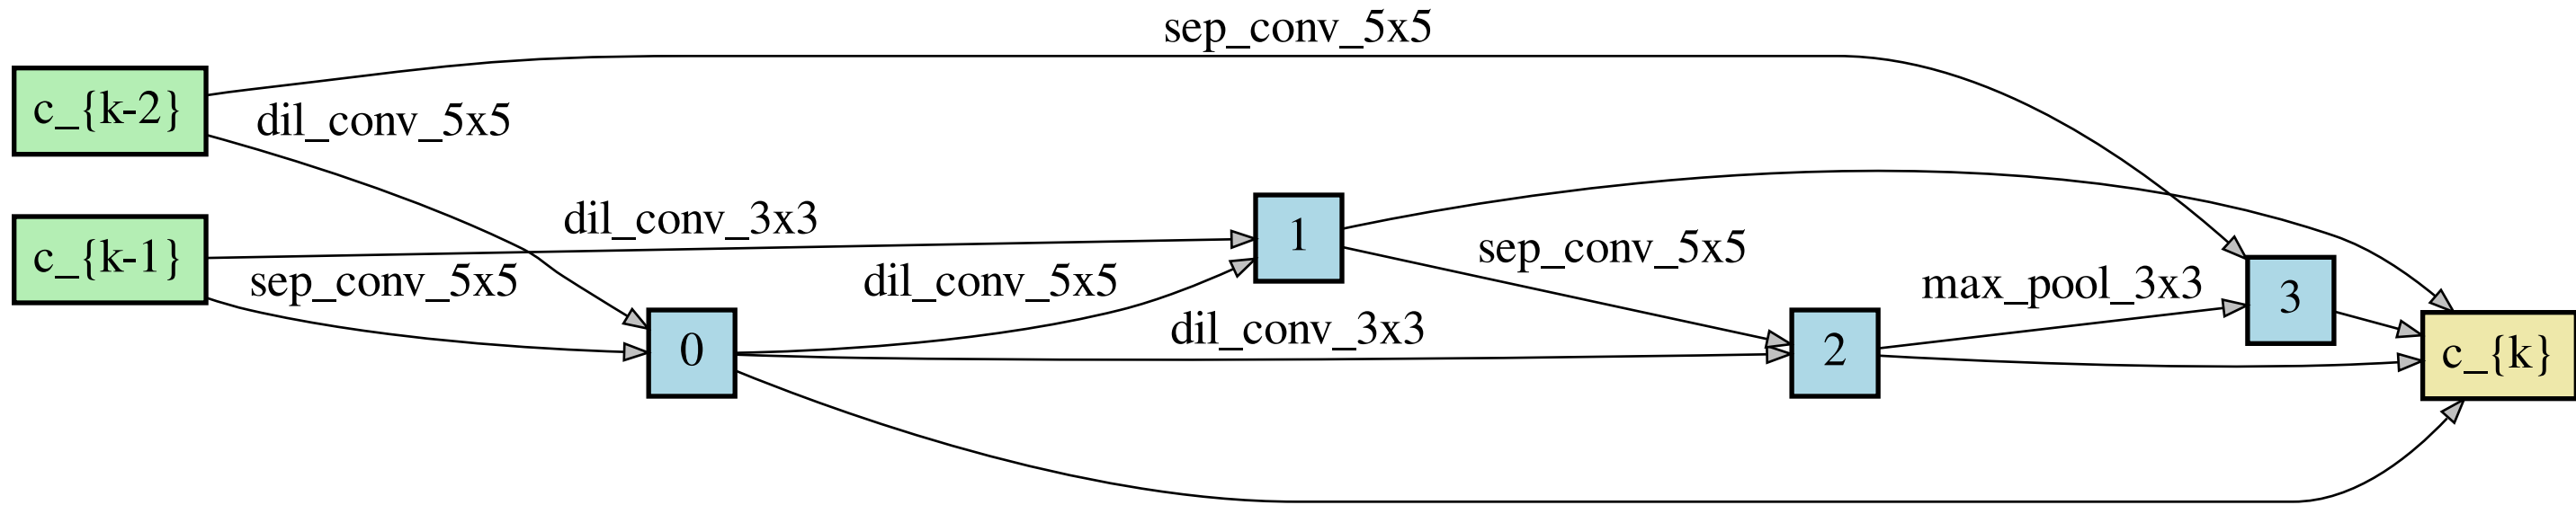 sep_conv_5x5
c_{k-2}
dil_conv_5x5
dil_conv_3x3
1
c_{k-1}
sep_conv_5x5
sep_conv_5x5
dil_conv_5x5
max_pool_3x3
3
dil_conv_3x3
0
2
c_{k}